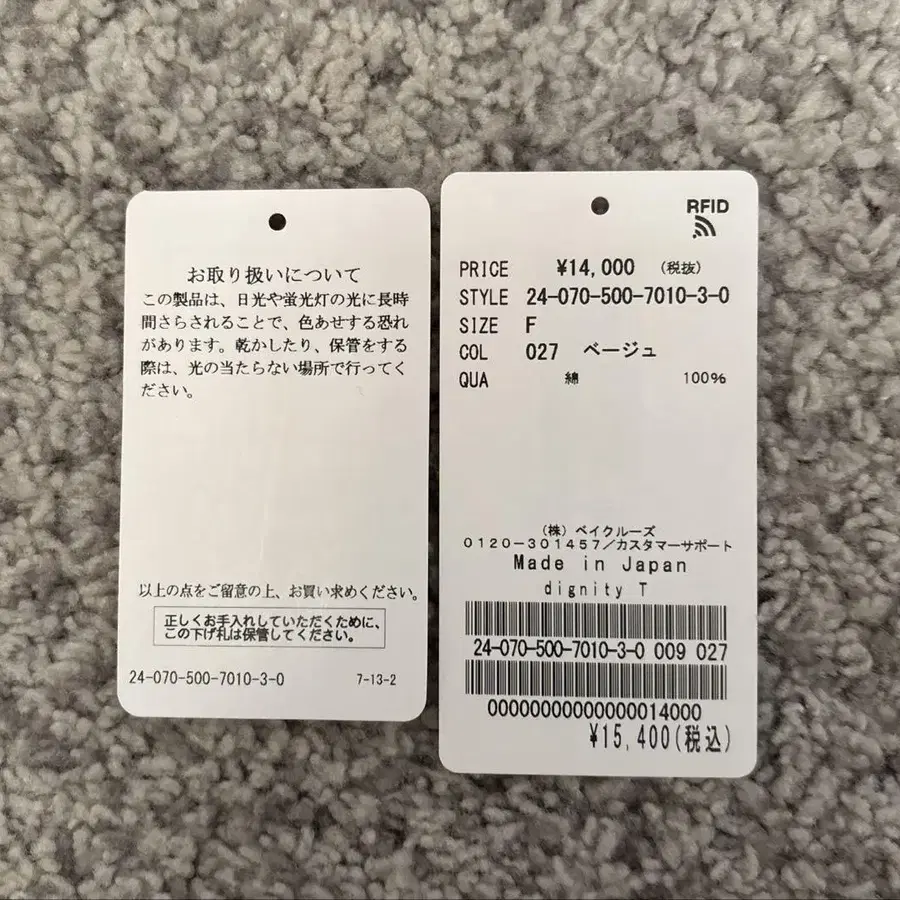 お取り扱いについて
この製品は、日光や蛍光灯の光に長時
間さらされることで、色あせする恐れ
があります。乾かしたり、保管をする
際は、光の当たらない場所で行ってく
ださい。
以上の点をご留意の上、お買い求めください。
正しくお手入れしていただくために、
この下げ札は保管してください。
24-070-500-7010-3-0 7-13-2
RFID
PRICE ¥14,000 (税抜)
STYLE 24-070-500-7010-3-0
SIZE F
COL 027 ベージュ
QUA 綿 100%
(株)ベイクルーズ
0120-301457/カスタマーサポート
Made in Japan
dignity T
24-070-500-7010-3-0 009 027
00000000000000014000
¥15,400(税込)